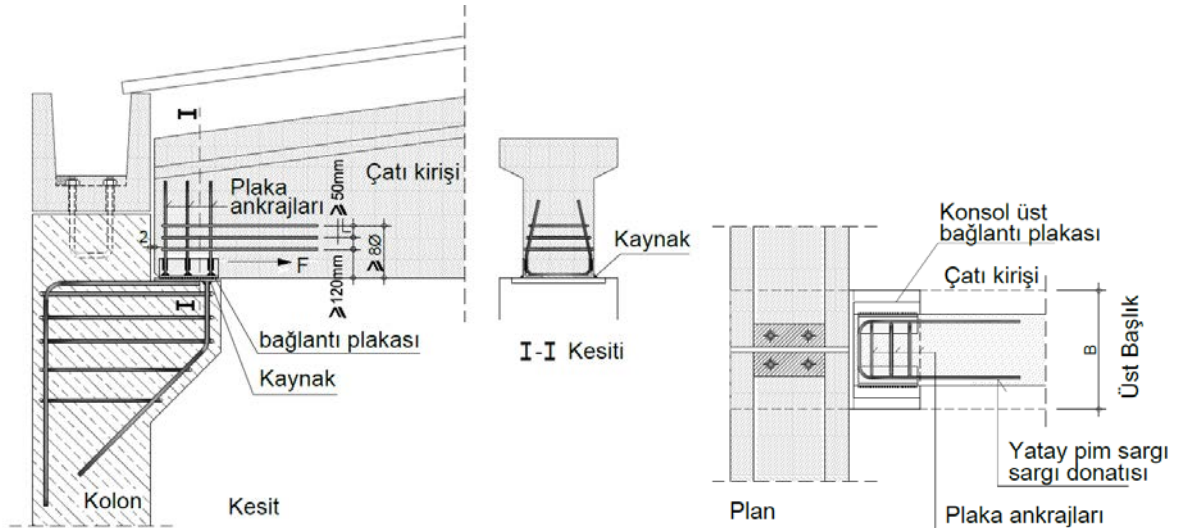 I
Çatı kirişi
Plaka
ankrajları
≥ 50mm
2
≥ 8Ø
F
≥ 120mm
I
bağlantı plakası
Kaynak
Kolon
Kesit
Kaynak
I-I Kesiti
Konsol üst
bağlantı plakası
Çatı kirişi
B
Üst Başlık
Yatay pim sargı
sargı donatısı
Plan
Plaka ankrajları